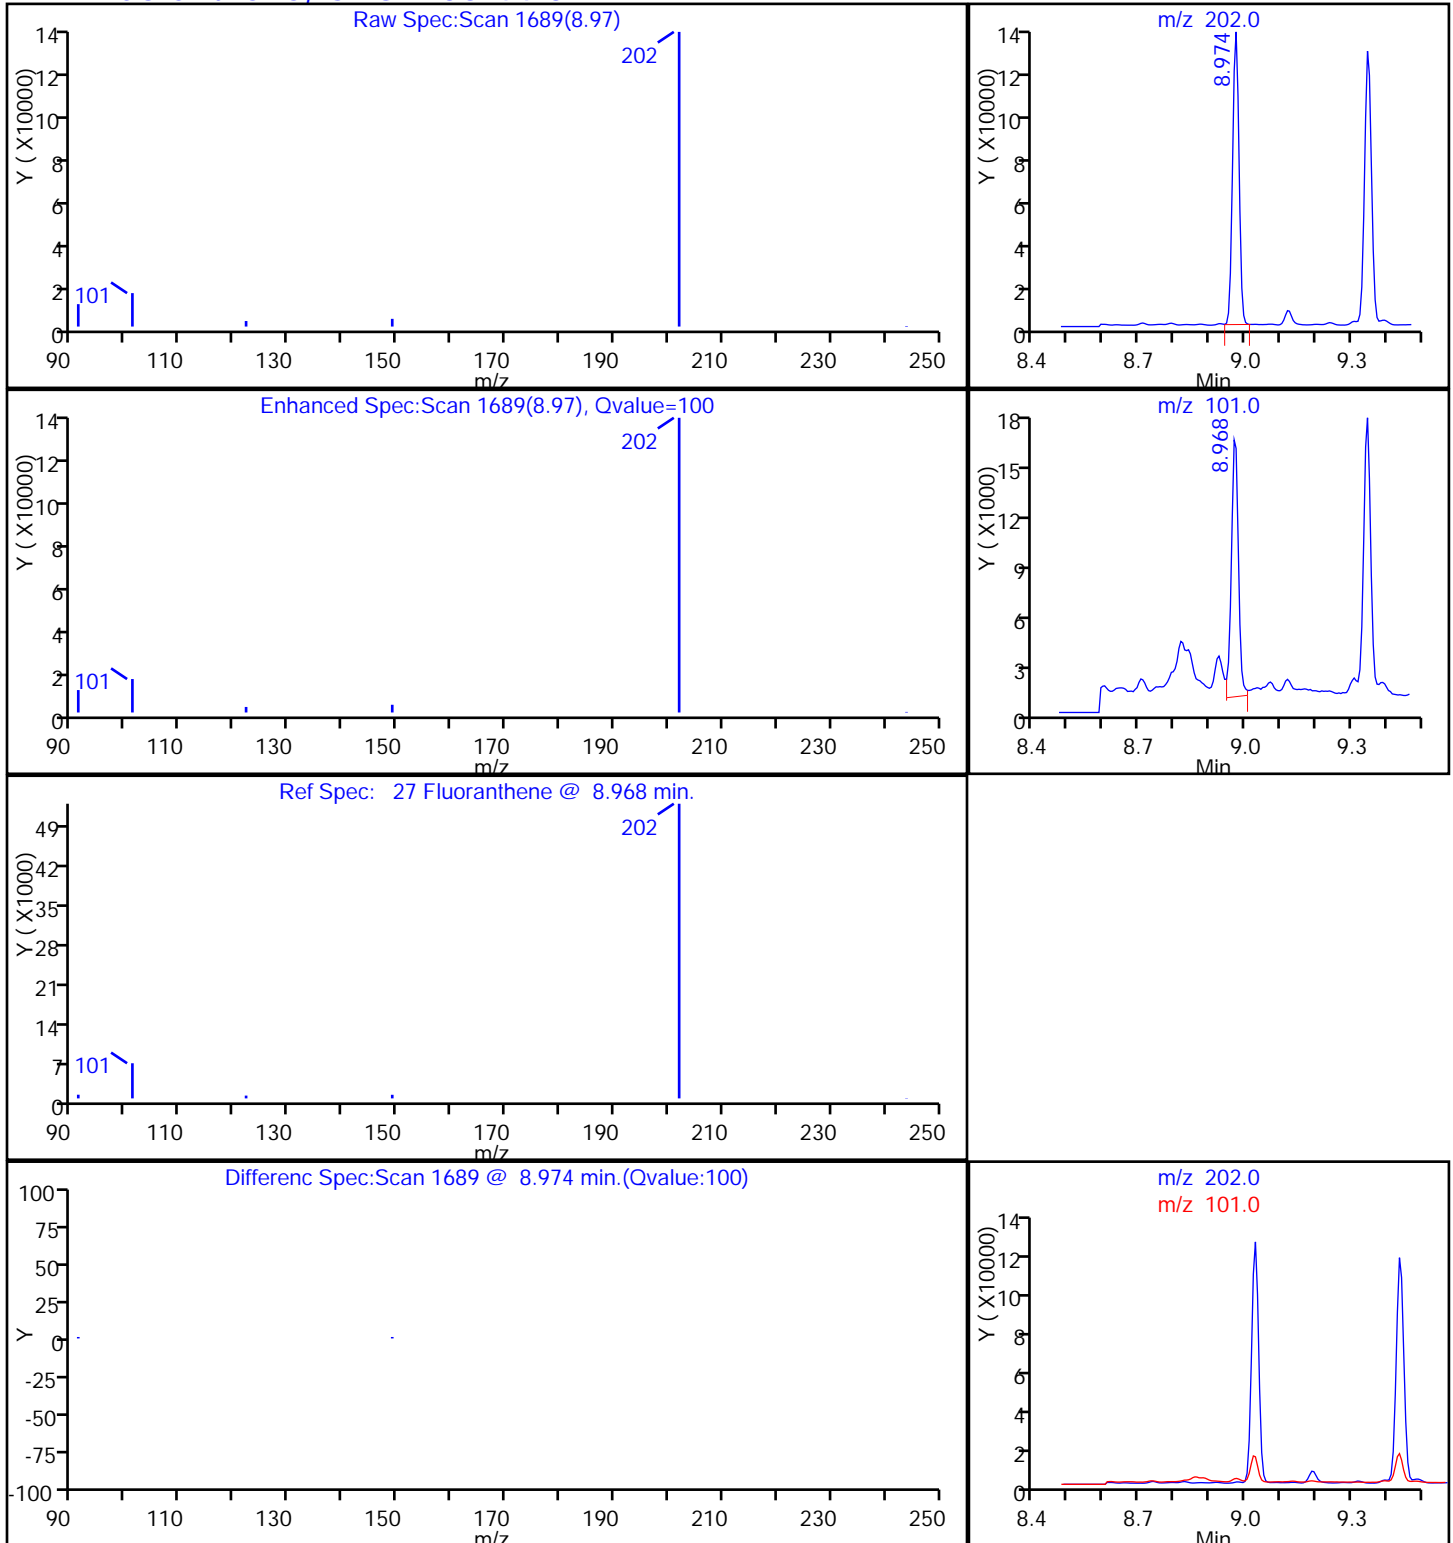 Raw Spec:Scan 1689(8.97)
Y ( X10000)
14
12
10
8
6
4
2
0
202
101
90 110 130 150 170 190 210 230 250
m/z
m/z 202.0
Y ( X10000)
14
12
10
8
6
4
2
0
8.974
8.4 8.7 9.0 9.3
Min
Enhanced Spec:Scan 1689(8.97), Qvalue=100
Y ( X10000)
14
12
10
8
6
4
2
0
202
101
90 110 130 150 170 190 210 230 250
m/z
m/z 101.0
Y ( X1000)
18
15
12
9
6
3
0
8.968
8.4 8.7 9.0 9.3
Min
Ref Spec: 27 Fluoranthene @ 8.968 min.
Y ( X1000)
49
42
35
28
21
14
7
0
202
101
90 110 130 150 170 190 210 230 250
m/z
Differenc Spec:Scan 1689 @ 8.974 min.(Qvalue:100)
Y
100
75
50
25
0
-25
-50
-75
-100
90 110 130 150 170 190 210 230 250
m/z
m/z 202.0
m/z 101.0
Y ( X10000)
14
12
10
8
6
4
2
0
8.4 8.7 9.0 9.3
Min